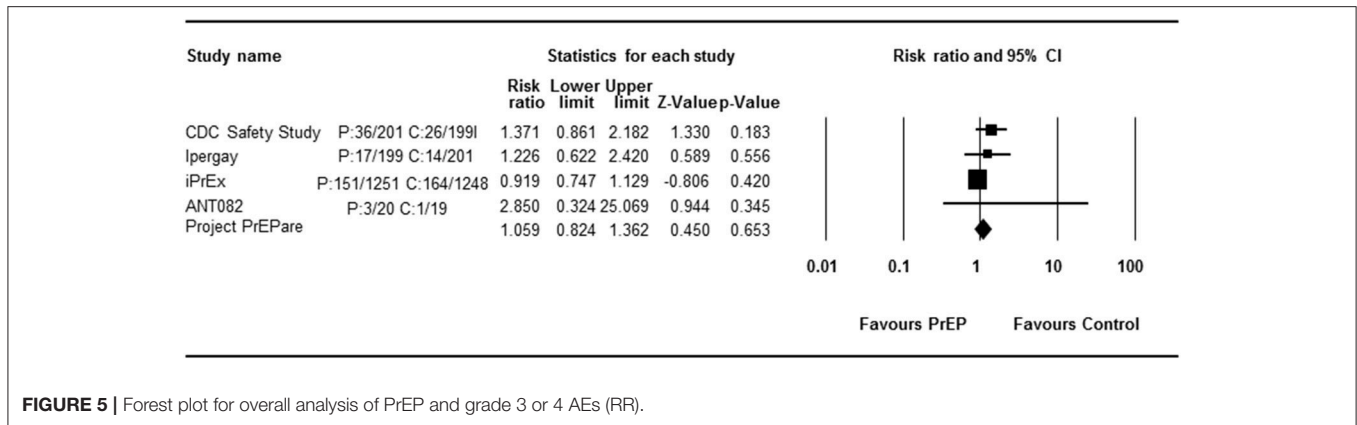 Study name Statistics for each study Risk ratio and 95% CI
Risk Lower Upper
ratio limit limit Z-Value p-Value
CDC Safety Study P:36/201 C:26/199l 1.371 0.861 2.182 1.330 0.183
Ipergay P:17/199 C:14/201 1.226 0.622 2.420 0.589 0.556
iPrEx P:151/1251 C:164/1248 0.919 0.747 1.129 -0.806 0.420
ANT082 P:3/20 C:1/19 2.850 0.324 25.069 0.944 0.345
Project PrEPare 1.059 0.824 1.362 0.450 0.653
0.01 0.1 1 10 100
Favours PrEP Favours Control
FIGURE 5 | Forest plot for overall analysis of PrEP and grade 3 or 4 AEs (RR).